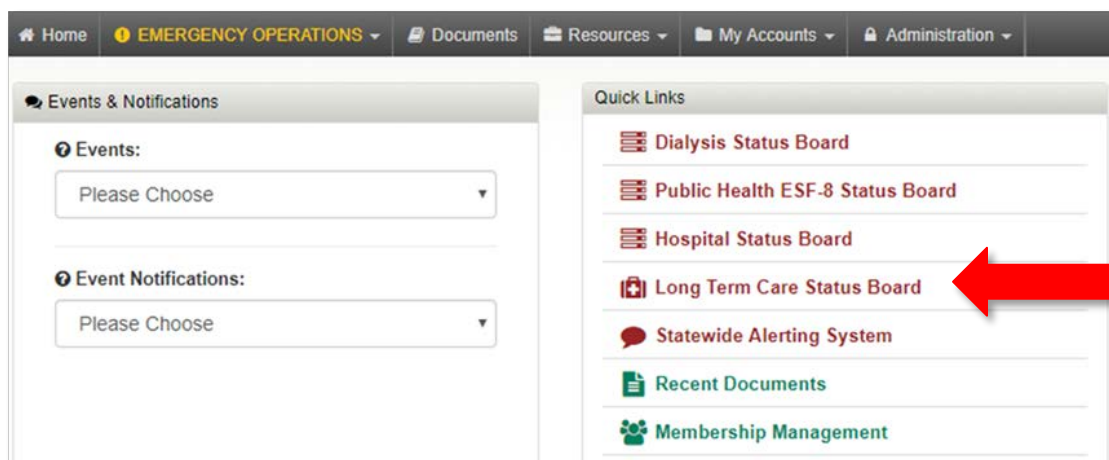 Home EMERGENCY OPERATIONS Documents Resources My Accounts Administration
Events & Notifications
Events:
Please Choose
Event Notifications:
Please Choose
Quick Links
Dialysis Status Board
Public Health ESF-8 Status Board
Hospital Status Board
Long Term Care Status Board
Statewide Alerting System
Recent Documents
Membership Management